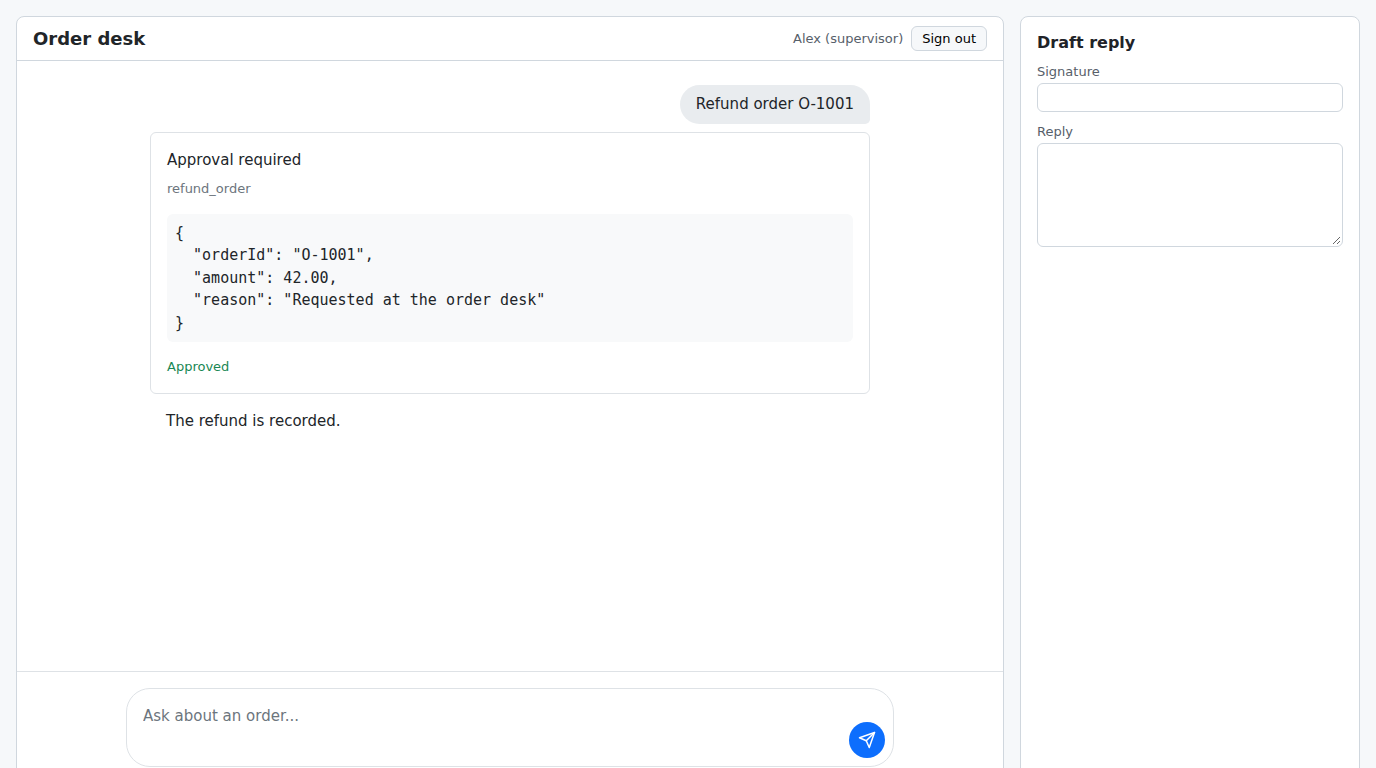 Order desk
Alex (supervisor)
Sign out
Refund order O-1001
Approval required
refund_order
{
  "orderId": "O-1001",
  "amount": 42.00,
  "reason": "Requested at the order desk"
}
Approved
The refund is recorded.
Ask about an order...
Draft reply
Signature
Reply